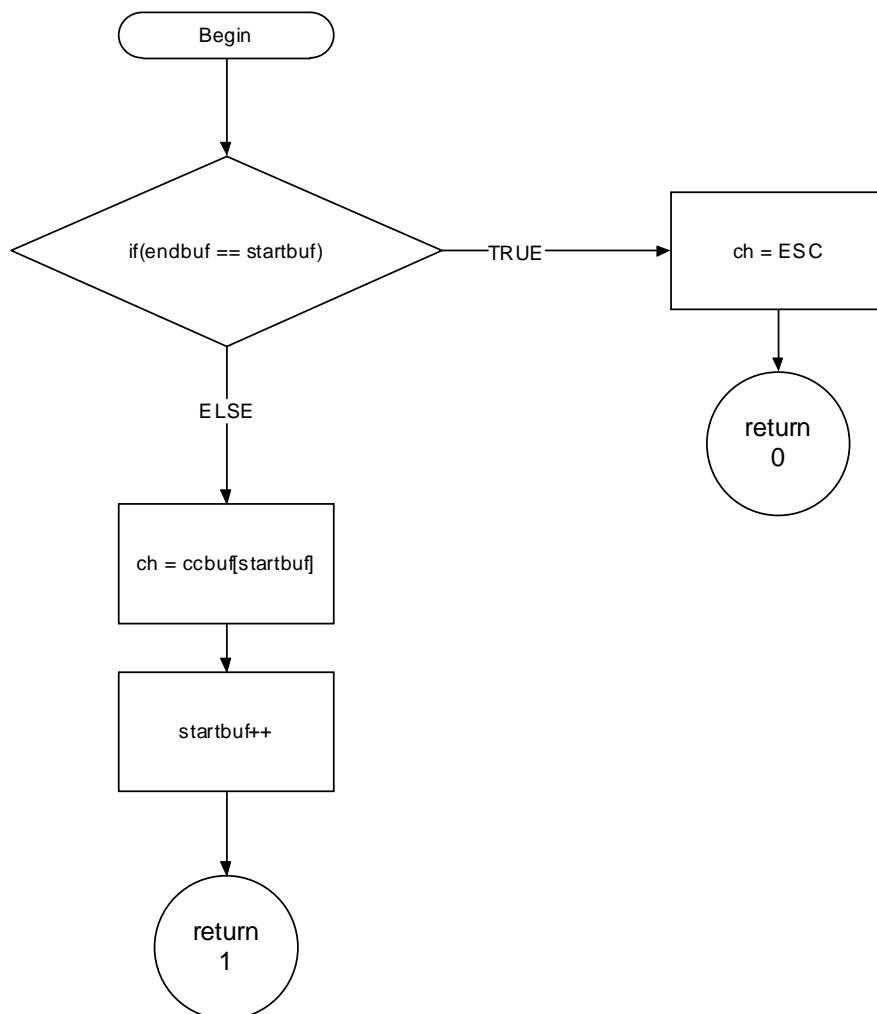 Begin
if(endbuf == startbuf)
TRUE
ch = ESC
return
0
ELSE
ch = ccbuf[startbuf]
startbuf++
return
1